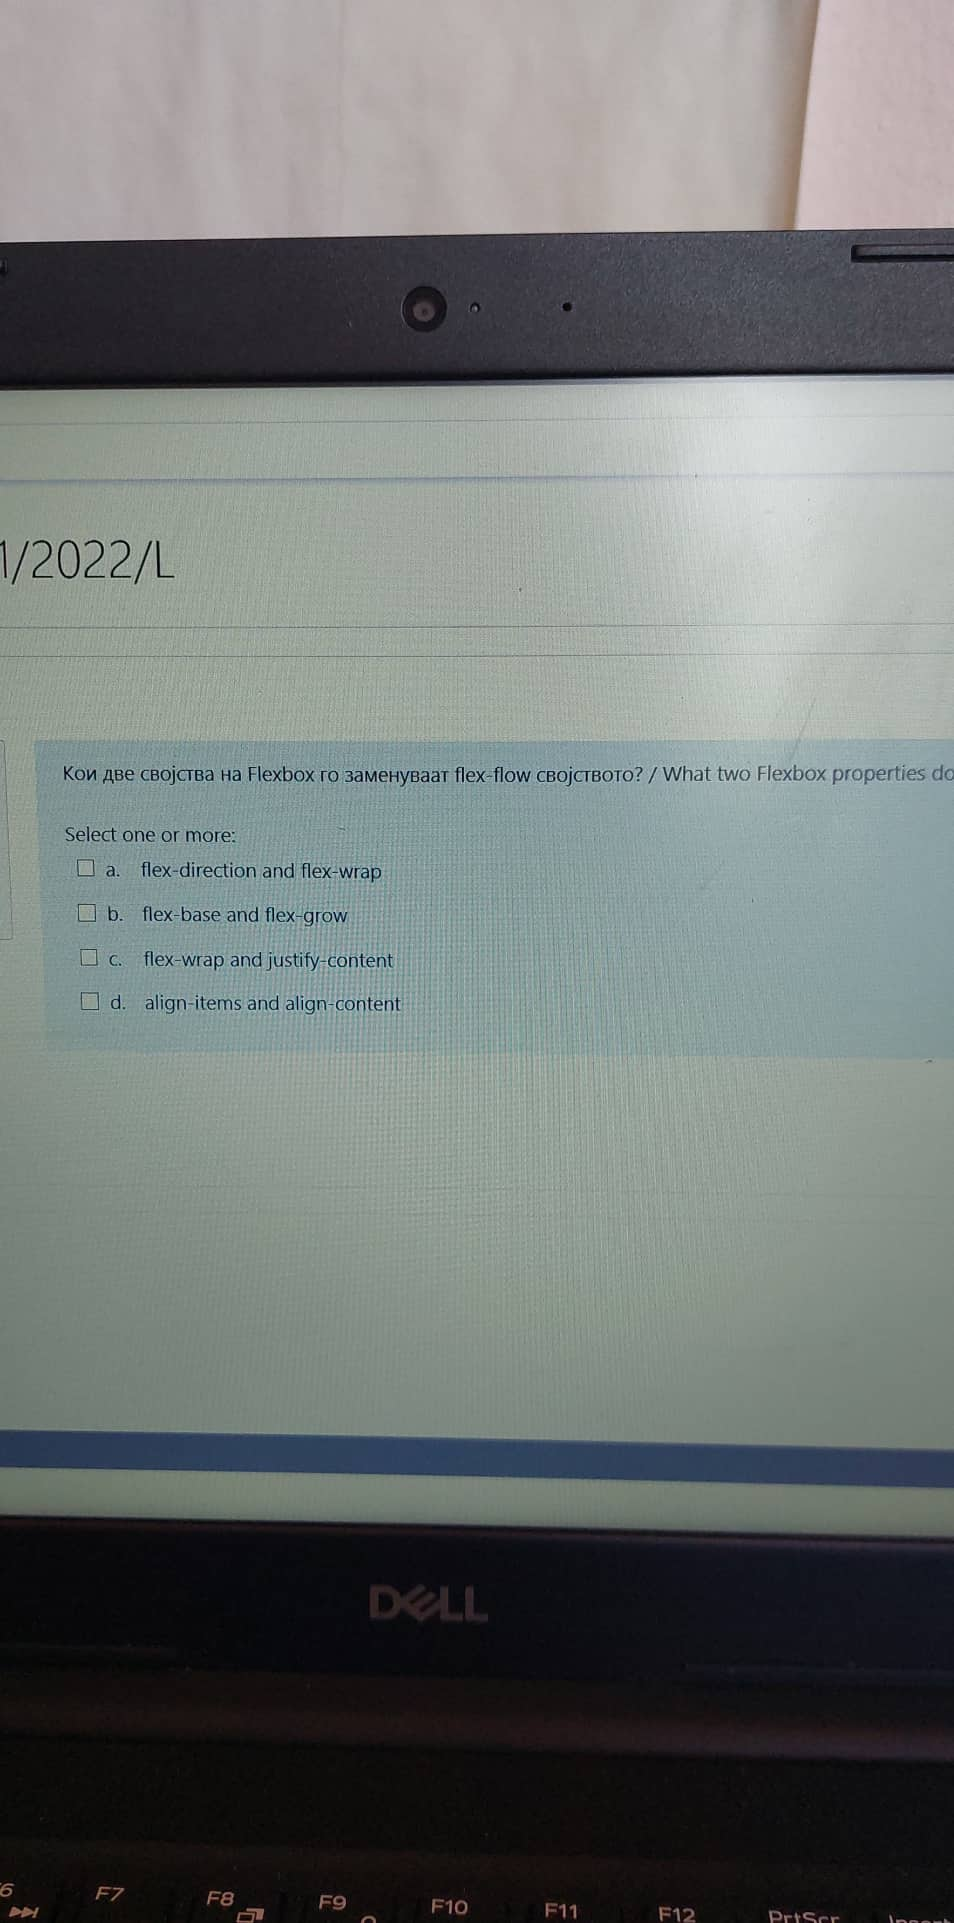 1/2022/L
Кои две својства на Flexbox го заменуваат flex-flow својството? / What two Flexbox properties do
Select one or more:
a. flex-direction and flex-wrap
b. flex-base and flex-grow
c. flex-wrap and justify-content
d. align-items and align-content
DELL
F7 F8 F9 F10 F11 F12 PrtScr